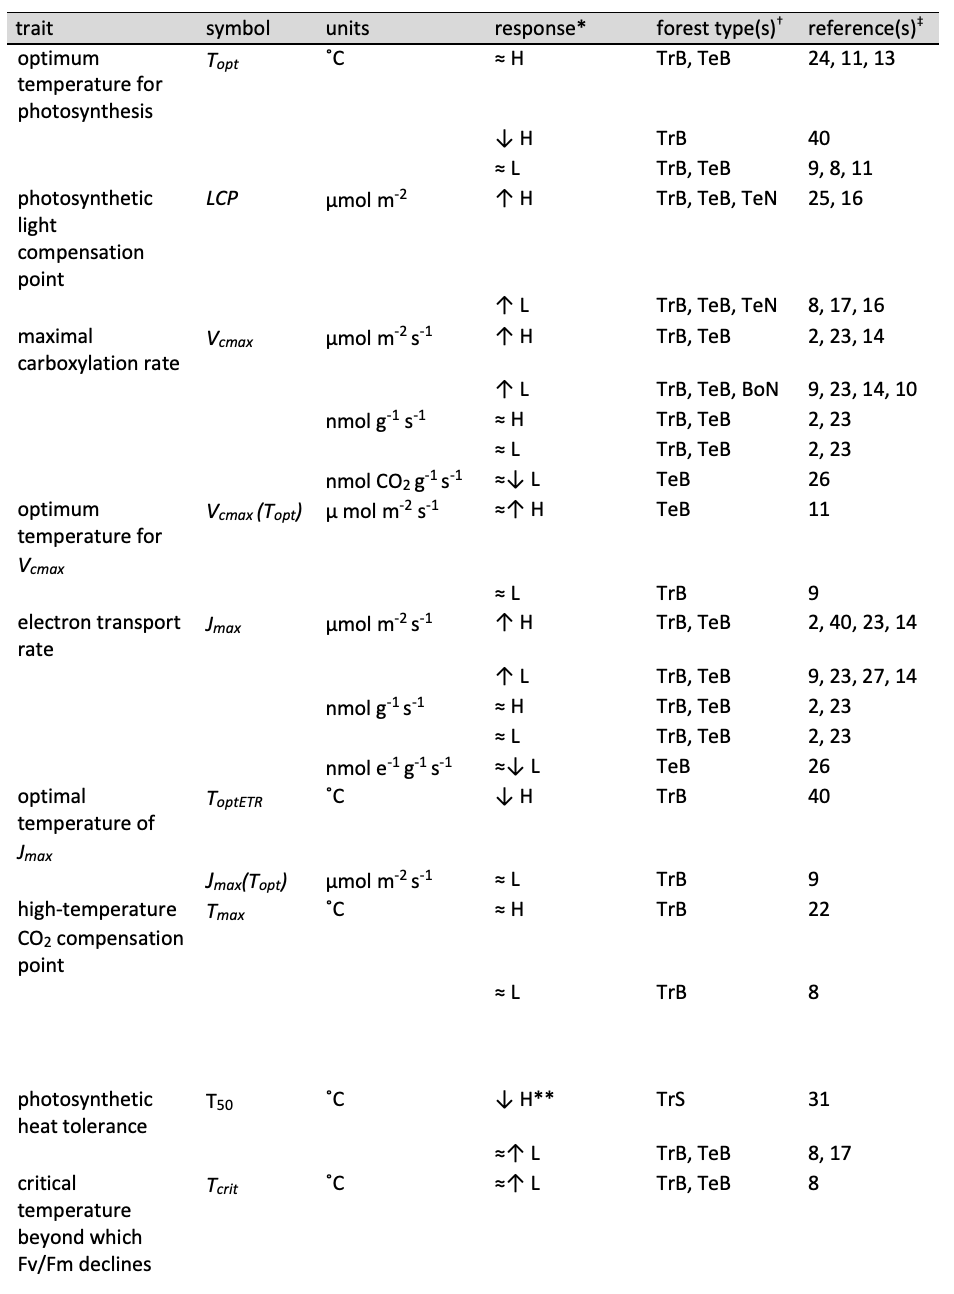 trait symbol units response* forest type(s)† reference(s)‡
optimum Topt ˚C ≈ H TrB, TeB 24, 11, 13
temperature for
photosynthesis
↓ H TrB 40
≈ L TrB, TeB 9, 8, 11
photosynthetic LCP µmol m-2 ↑ H TrB, TeB, TeN 25, 16
light
compensation
point
↑ L TrB, TeB, TeN 8, 17, 16
maximal Vcmax µmol m-2 s-1 ↑ H TrB, TeB 2, 23, 14
carboxylation rate
↑ L TrB, TeB, BoN 9, 23, 14, 10
nmol g-1 s-1 ≈ H TrB, TeB 2, 23
≈ L TrB, TeB 2, 23
nmol CO2 g-1 s-1 ≈↓ L TeB 26
optimum Vcmax (Topt) µ mol m-2 s-1 ≈↑ H TeB 11
temperature for
Vcmax
≈ L TrB 9
electron transport Jmax µmol m-2 s-1 ↑ H TrB, TeB 2, 40, 23, 14
rate
↑ L TrB, TeB 9, 23, 27, 14
nmol g-1 s-1 ≈ H TrB, TeB 2, 23
≈ L TrB, TeB 2, 23
nmol e-1 g-1 s-1 ≈↓ L TeB 26
optimal ToptETR ˚C ↓ H TrB 40
temperature of
Jmax
Jmax(Topt) µmol m-2 s-1 ≈ L TrB 9
high-temperature Tmax ˚C ≈ H TrB 22
CO2 compensation
point
≈ L TrB 8
photosynthetic T50 ˚C ↓ H** TrS 31
heat tolerance
≈↑ L TrB, TeB 8, 17
critical Tcrit ˚C ≈↑ L TrB, TeB 8
temperature
beyond which
Fv/Fm declines